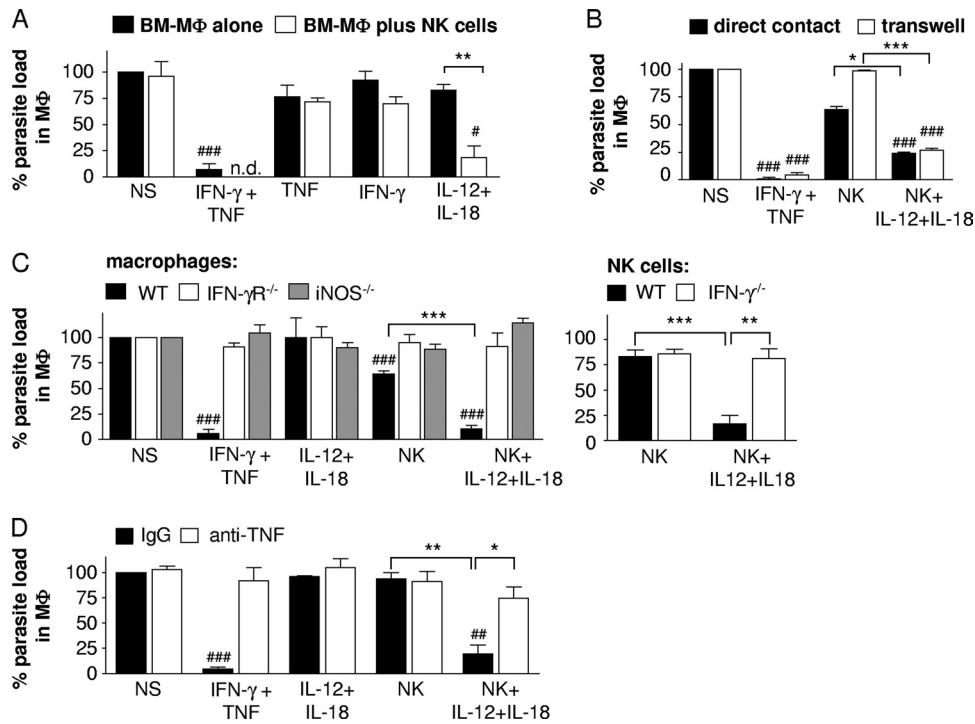 A
BM-MΦ alone
BM-MΦ plus NK cells
% parasite load
in MΦ
100
75
50
25
0
###
n.d.
**
#
NS
IFN-γ +
TNF
TNF
IFN-γ
IL-12+
IL-18
B
direct contact
transwell
% parasite load
in MΦ
100
75
50
25
0
###
###
*
***
###
###
NS
IFN-γ +
TNF
NK
NK+
IL-12+IL-18
C
macrophages:
WT
IFN-γR-/-
iNOS-/-
% parasite load
in MΦ
100
75
50
25
0
###
###
***
###
NS
IFN-γ +
TNF
IL-12+
IL-18
NK
NK+
IL-12+IL-18
NK cells:
WT
IFN-γ-/-
% parasite load
in MΦ
100
75
50
25
0
***
**
NK
NK+
IL12+IL18
D
IgG
anti-TNF
% parasite load
in MΦ
100
75
50
25
0
###
**
*
##
NS
IFN-γ +
TNF
IL-12+
IL-18
NK
NK+
IL-12+IL-18